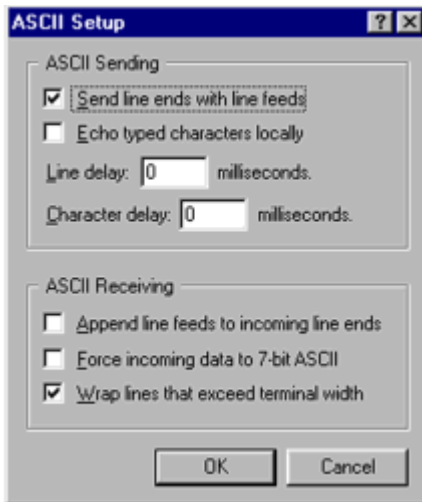 ASCII Setup
ASCII Sending
Send line ends with line feeds
Echo typed characters locally
Line delay: 0 milliseconds.
Character delay: 0 milliseconds.
ASCII Receiving
Append line feeds to incoming line ends
Force incoming data to 7-bit ASCII
Wrap lines that exceed terminal width
OK Cancel